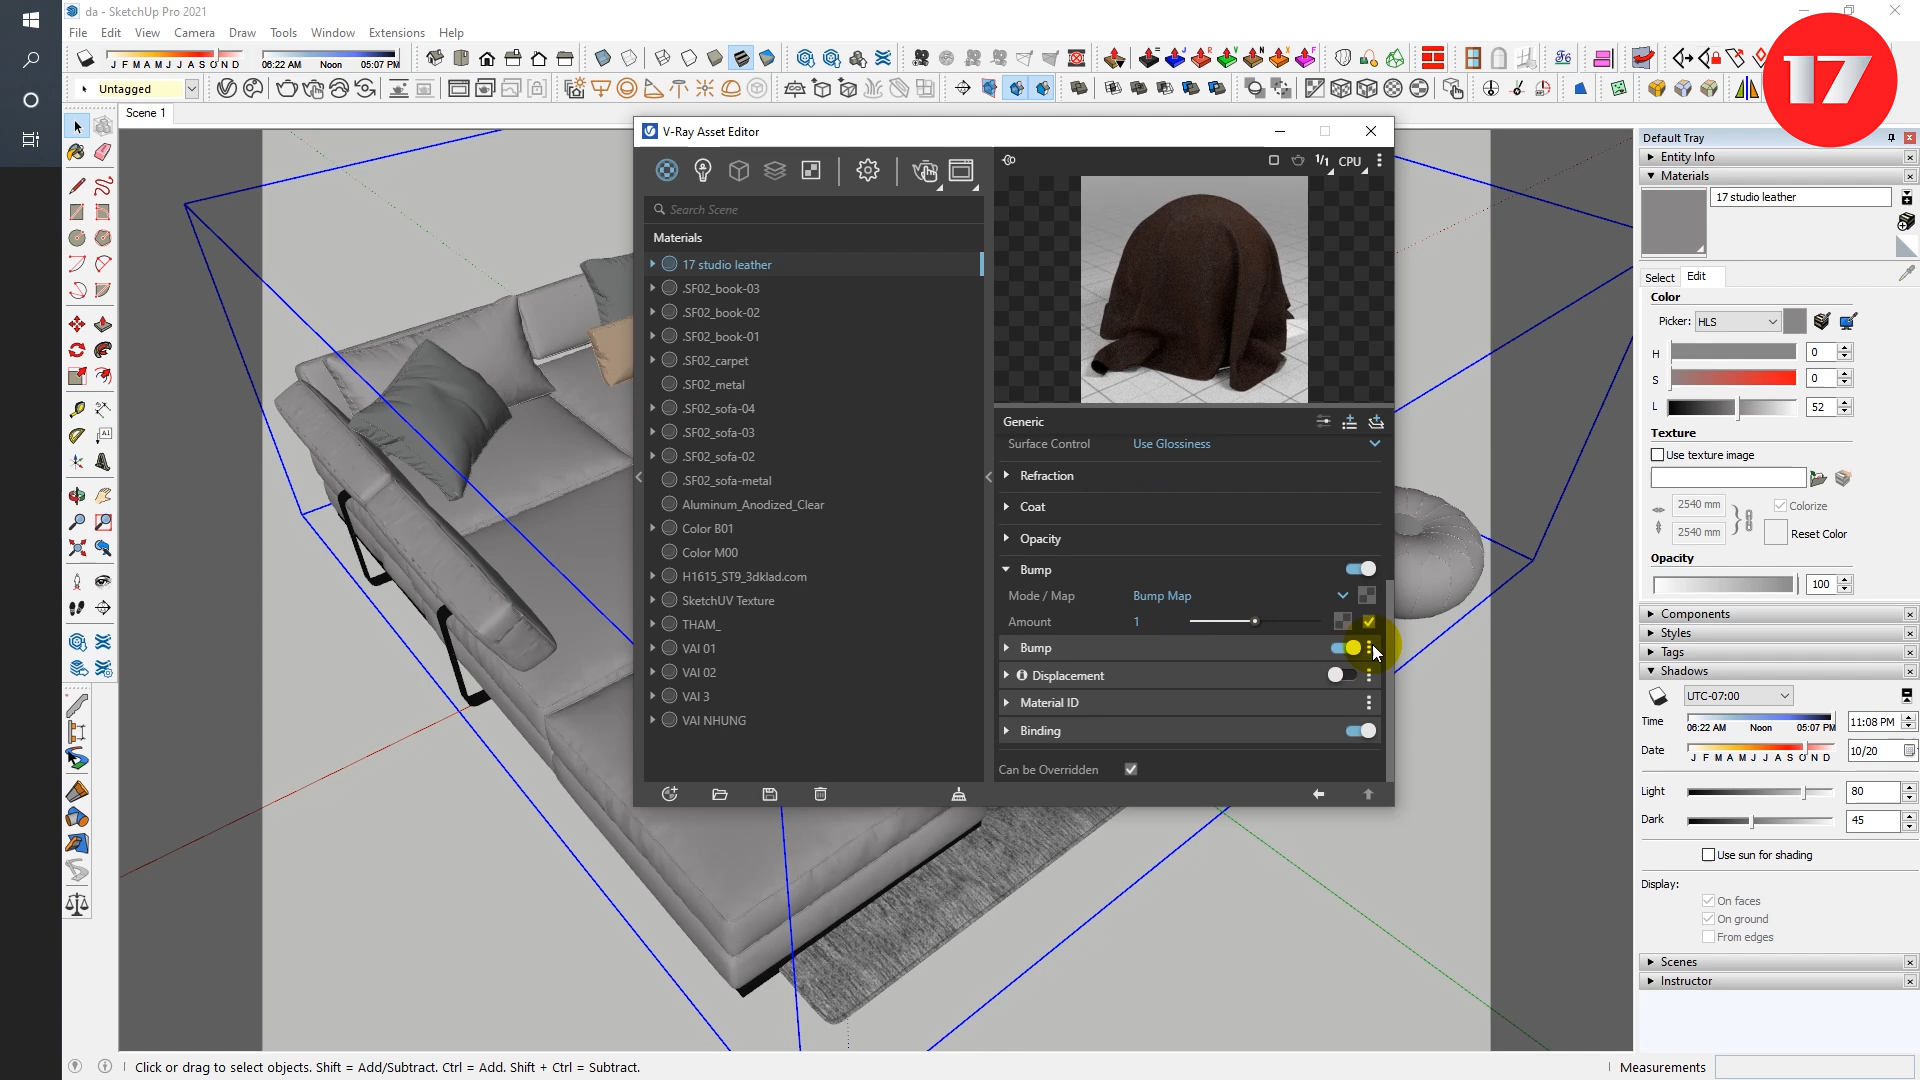 da - SketchUp Pro 2021
File Edit View Camera Draw Tools Window Extensions Help
J F M A M J J A S O N D 06:22 AM Noon 05:07 PM
Untagged
Scene 1
17
V-Ray Asset Editor
Search Scene
Materials
17 studio leather
.SF02_book-03
.SF02_book-02
.SF02_book-01
.SF02_carpet
.SF02_metal
.SF02_sofa-04
.SF02_sofa-03
.SF02_sofa-02
.SF02_sofa-metal
Aluminum_Anodized_Clear
Color B01
Color M00
H1615_ST9_3dklad.com
SketchUV Texture
THAM_
VAI 01
VAI 02
VAI 3
VAI NHUNG
1/1 CPU
Generic
Surface Control Use Glossiness
Refraction
Coat
Opacity
Bump
Mode / Map Bump Map
Amount 1
Bump
Displacement
Material ID
Binding
Can be Overridden
Default Tray
Entity Info
Materials
17 studio leather
Select Edit
Color
Picker: HLS
H 0
S 0
L 52
Texture
Use texture image
2540 mm Colorize
2540 mm Reset Color
Opacity
100
Components
Styles
Tags
Shadows
UTC-07:00
Time 06:22 AM Noon 05:07 PM 11:08 PM
Date J F M A M J J A S O N D 10/20
Light 80
Dark 45
Use sun for shading
Display:
On faces
On ground
From edges
Scenes
Instructor
Click or drag to select objects. Shift = Add/Subtract. Ctrl = Add. Shift + Ctrl = Subtract.
Measurements